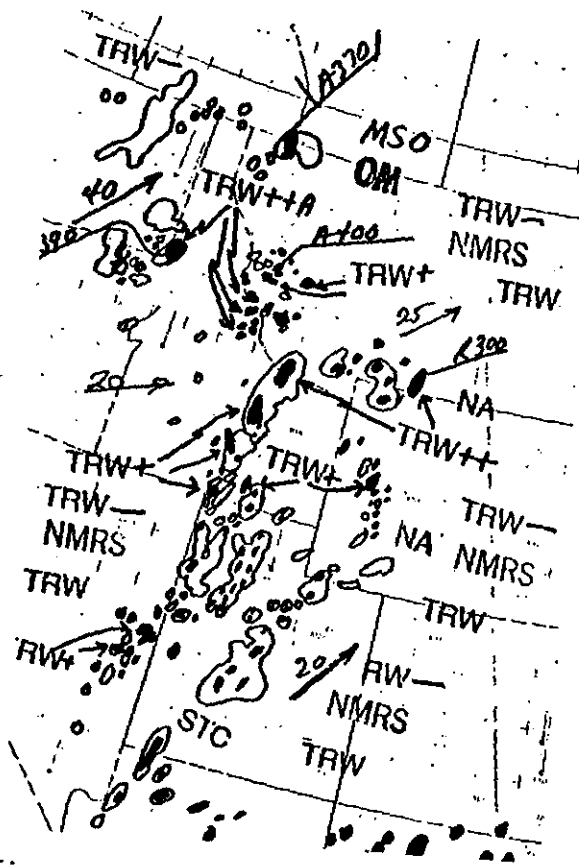 TRW—
A370
MSO
OM
40
TRW++A
TRW—
NMRS
TRW
390
A400
TRW+
25
300
20
NA
TRW++
TRW+
TRW+
TRW—
NMRS
TRW
TRW—
NA NMRS
TRW
RW+
20
RW—
NMRS
STC
TRW